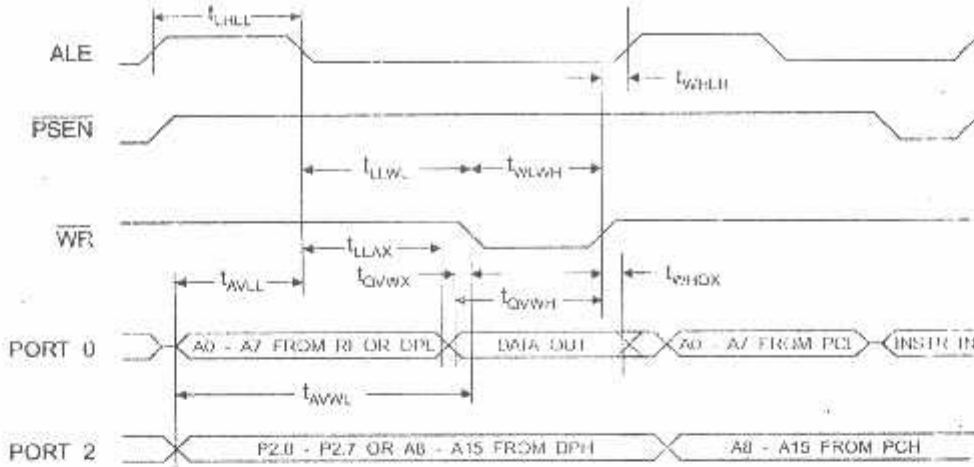 tLHLL
ALE
tWHLH
PSEN
tLLWL
tWLWH
WR
tLLAX
tQVWX
tWHQX
tAVLL
tQVWH
PORT 0
A0 - A7 FROM RI OR DPL
DATA OUT
A0 - A7 FROM PCL
INSTR IN
tAVWL
PORT 2
P2.0 - P2.7 OR A8 - A15 FROM DPH
A8 - A15 FROM PCH